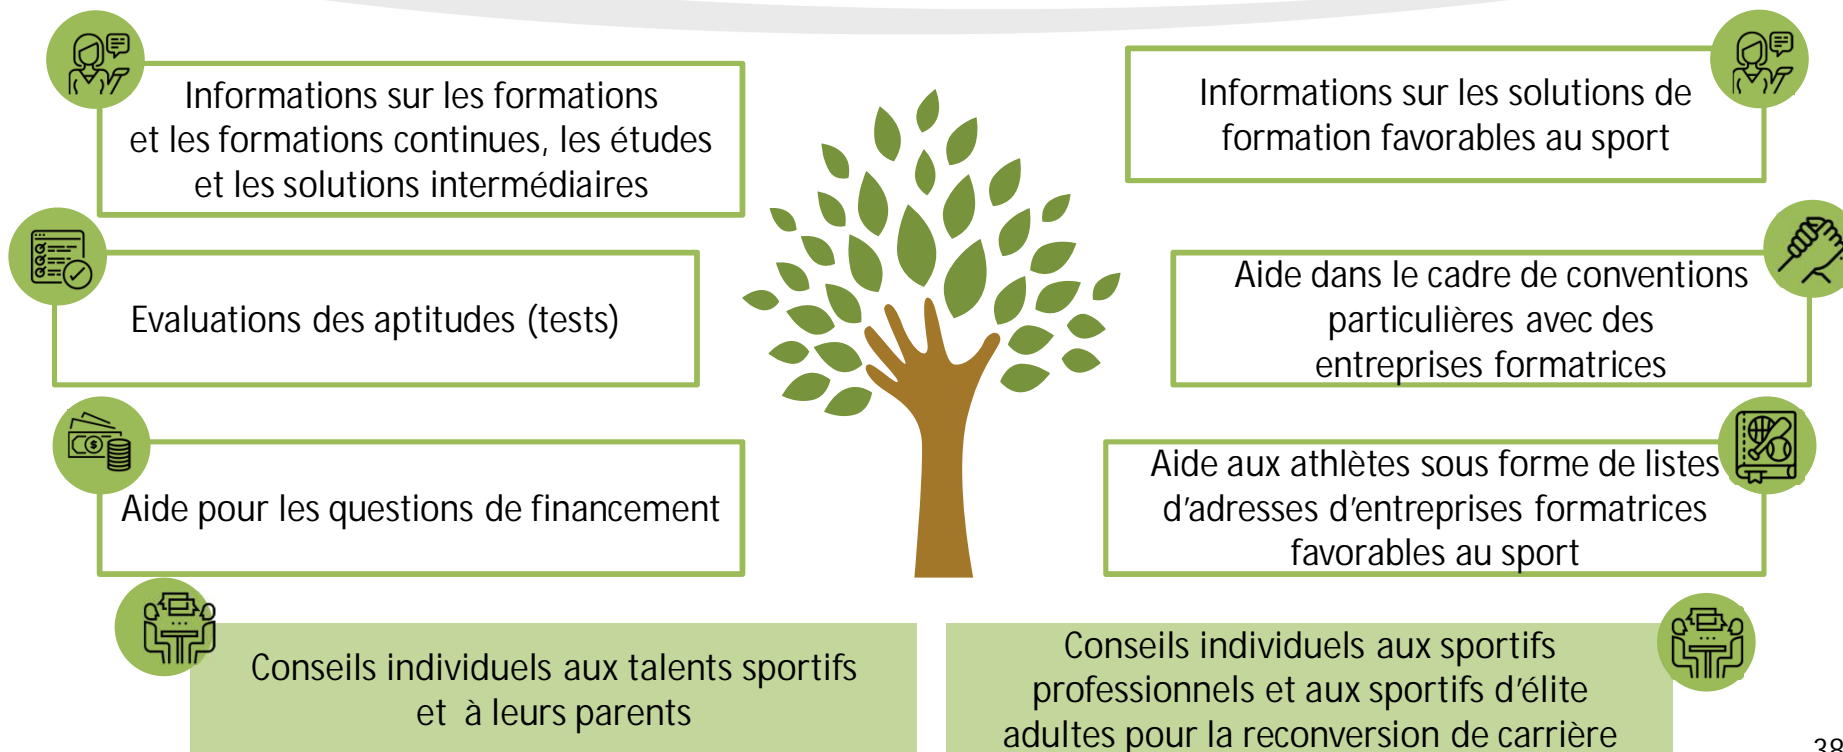 Informations sur les formations
et les formations continues, les études
et les solutions intermédiaires
Informations sur les solutions de
formation favorables au sport
Evaluations des aptitudes (tests)
Aide dans le cadre de conventions
particulières avec des
entreprises formatrices
Aide pour les questions de financement
Aide aux athlètes sous forme de listes
d'adresses d'entreprises formatrices
favorables au sport
Conseils individuels aux talents sportifs
et à leurs parents
Conseils individuels aux sportifs
professionnels et aux sportifs d'élite
adultes pour la reconversion de carrière
38